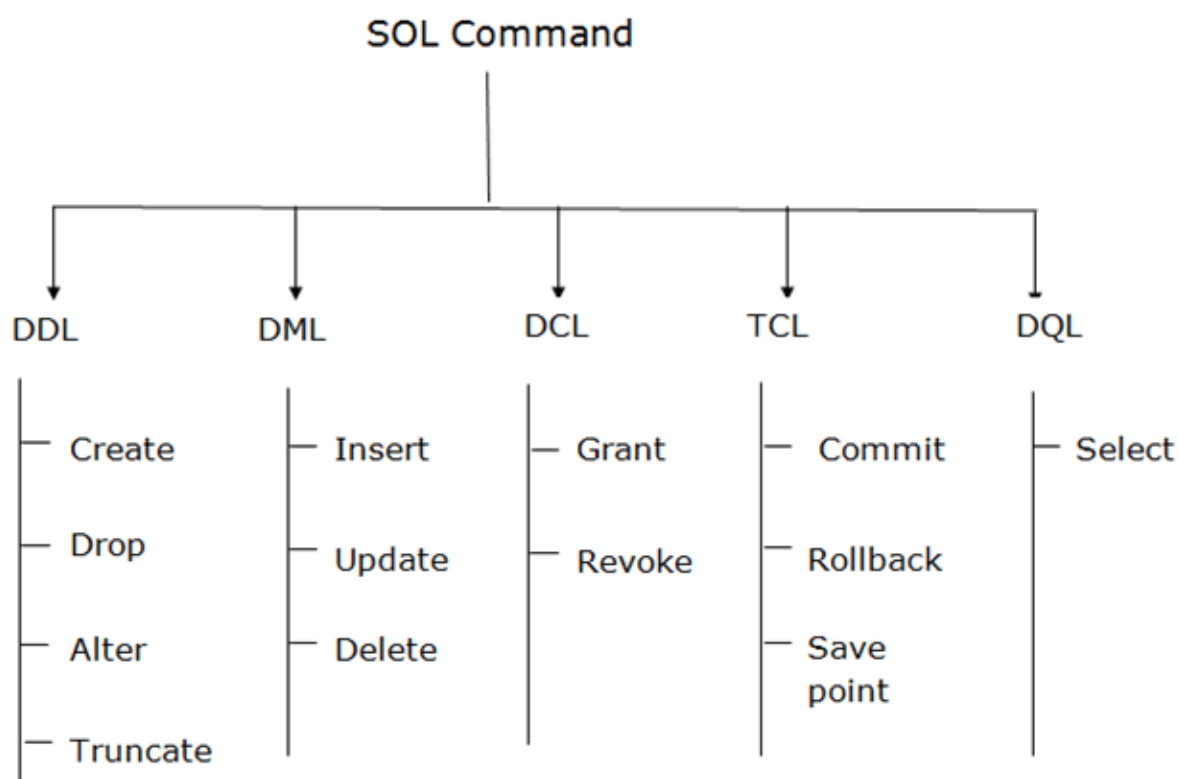 SOL Command
DDL
DML
DCL
TCL
DQL
Create
Drop
Alter
Truncate
Insert
Update
Delete
Grant
Revoke
Commit
Rollback
Save
point
Select